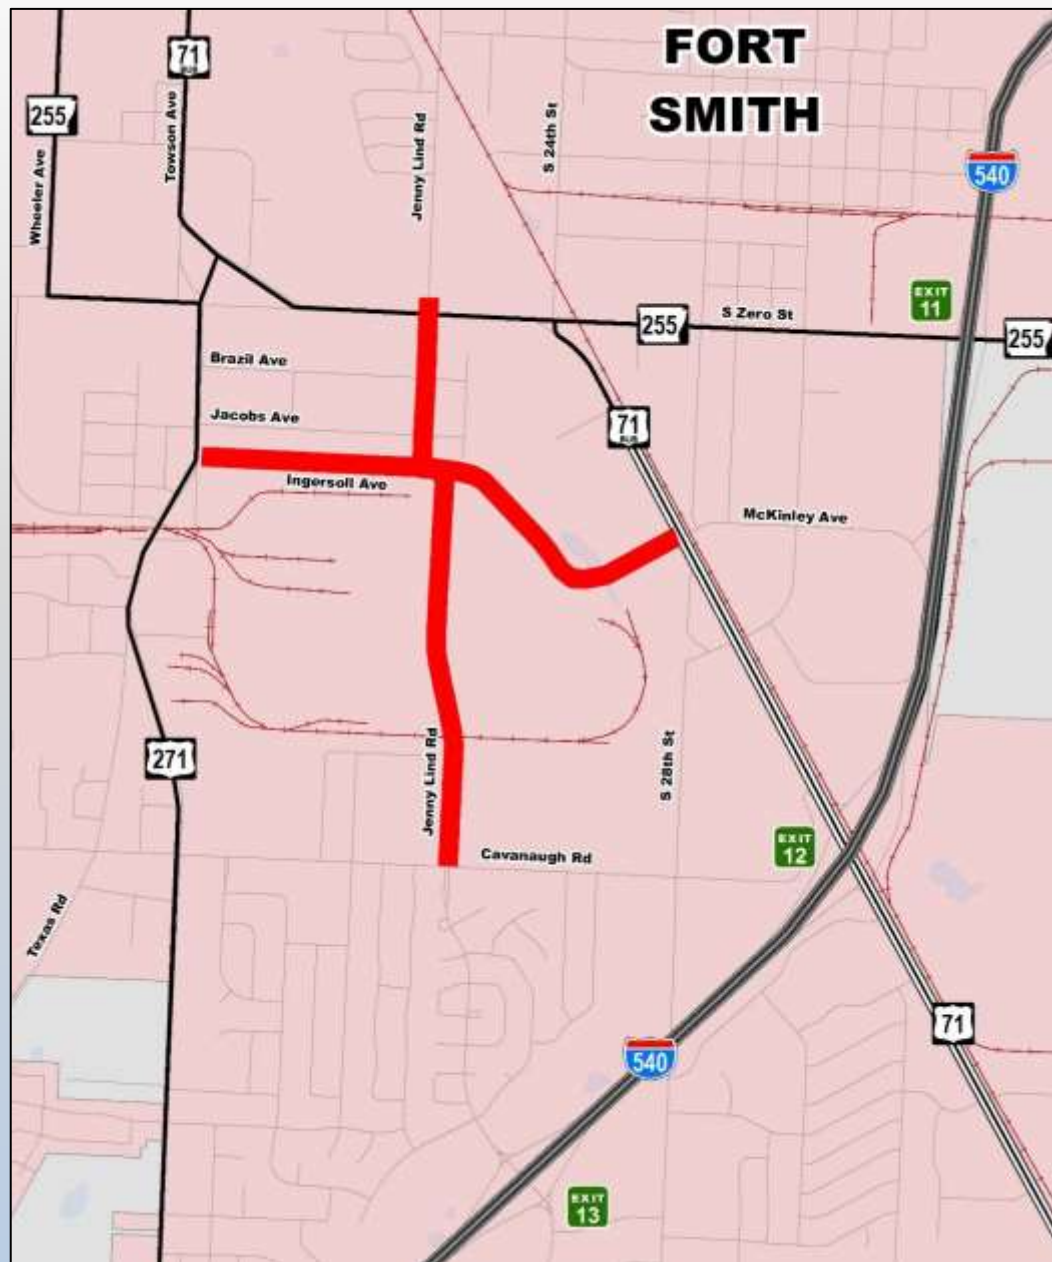 FORT
SMITH
71
BUS
255
Wheeler Ave
Towson Ave
Jenny Lind Rd
S 24th St
540
EXIT
11
S Zero St
255
255
Brazil Ave
Jacobs Ave
71
BUS
Ingersoll Ave
McKinley Ave
271
Jenny Lind Rd
S 28th St
EXIT
12
Cavanaugh Rd
Texas Rd
71
540
EXIT
13